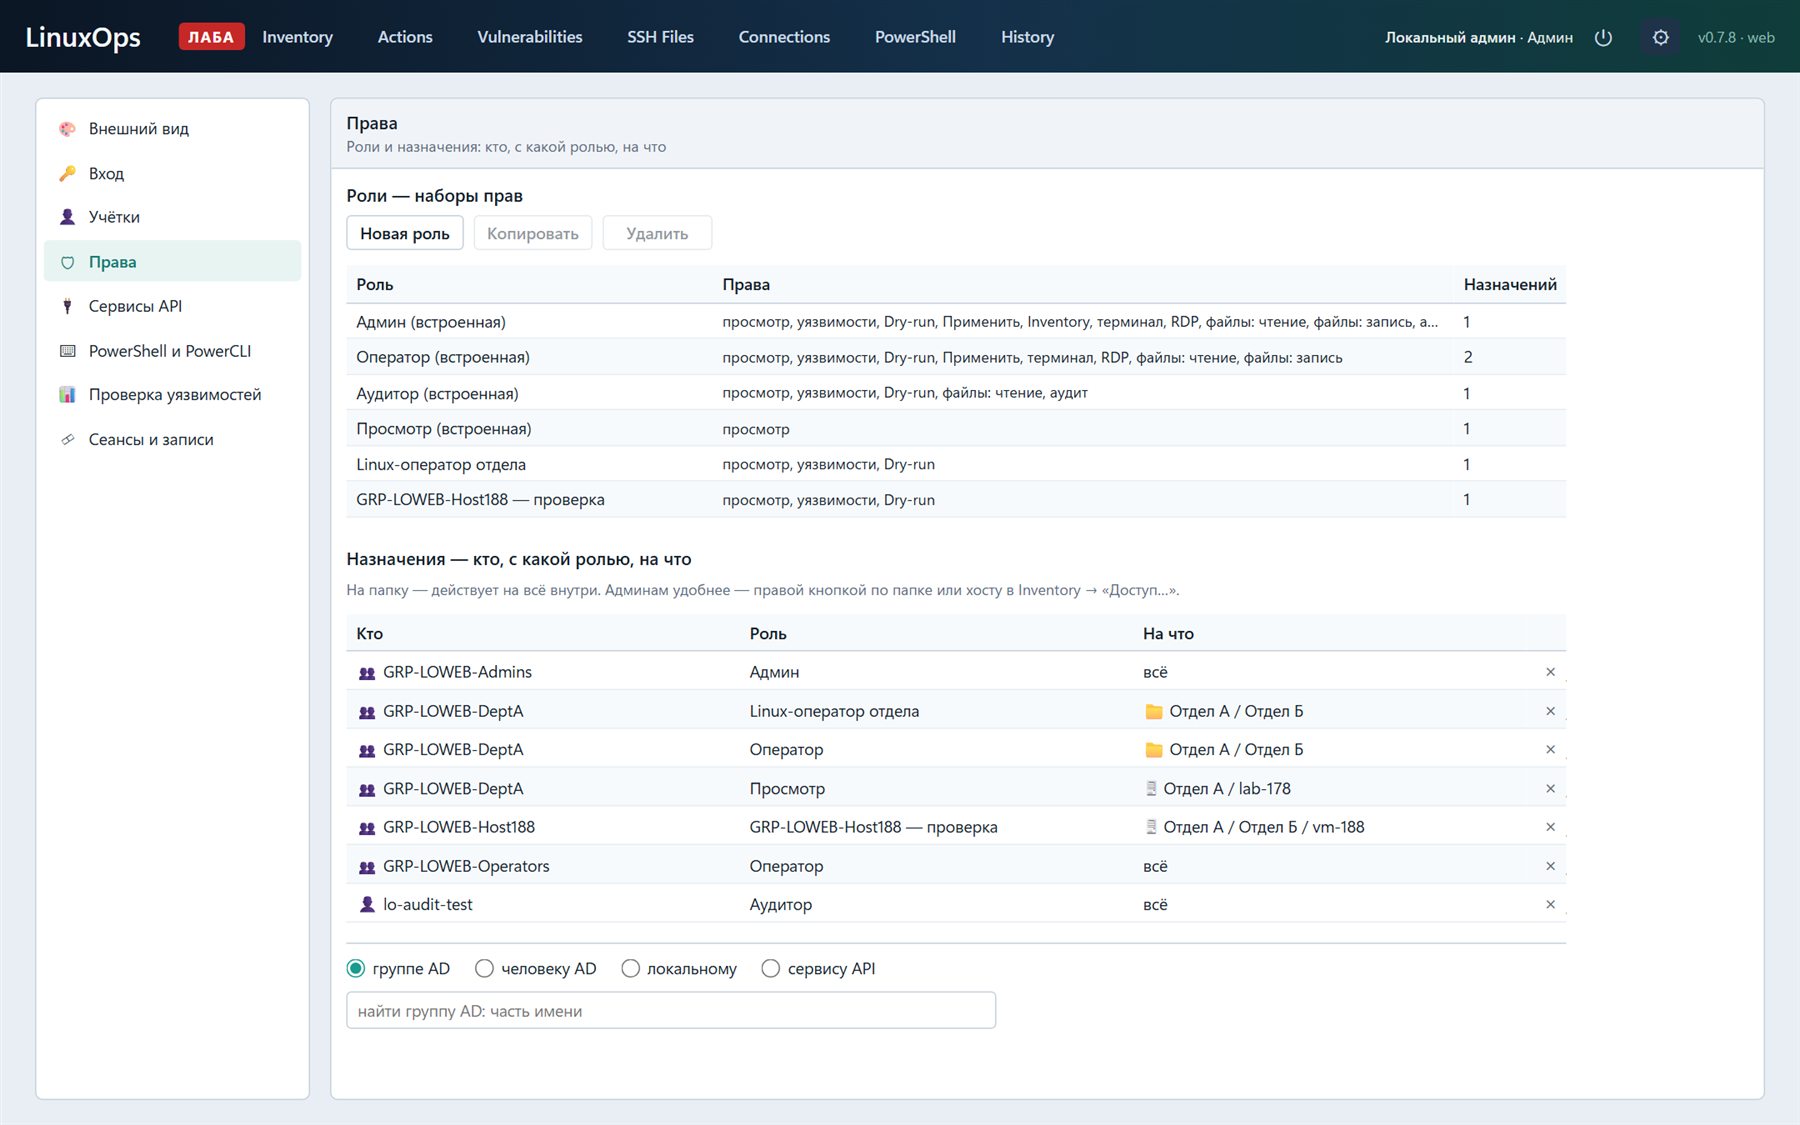 LinuxOps ЛАБА Inventory Actions Vulnerabilities SSH Files Connections PowerShell History Локальный админ · Админ v0.7.8 · web
Внешний вид
Вход
Учётки
Права
Сервисы API
PowerShell и PowerCLI
Проверка уязвимостей
Сеансы и записи
Права
Роли и назначения: кто, с какой ролью, на что
Роли — наборы прав
Новая роль Копировать Удалить
Роль Права Назначений
Админ (встроенная) просмотр, уязвимости, Dry-run, Применить, Inventory, терминал, RDP, файлы: чтение, файлы: запись, а... 1
Оператор (встроенная) просмотр, уязвимости, Dry-run, Применить, терминал, RDP, файлы: чтение, файлы: запись 2
Аудитор (встроенная) просмотр, уязвимости, Dry-run, файлы: чтение, аудит 1
Просмотр (встроенная) просмотр 1
Linux-оператор отдела просмотр, уязвимости, Dry-run 1
GRP-LOWEB-Host188 — проверка просмотр, уязвимости, Dry-run 1
Назначения — кто, с какой ролью, на что
На папку — действует на всё внутри. Админам удобнее — правой кнопкой по папке или хосту в Inventory → «Доступ...».
Кто Роль На что
GRP-LOWEB-Admins Админ всё ×
GRP-LOWEB-DeptA Linux-оператор отдела Отдел А / Отдел Б ×
GRP-LOWEB-DeptA Оператор Отдел А / Отдел Б ×
GRP-LOWEB-DeptA Просмотр Отдел А / lab-178 ×
GRP-LOWEB-Host188 GRP-LOWEB-Host188 — проверка Отдел А / Отдел Б / vm-188 ×
GRP-LOWEB-Operators Оператор всё ×
lo-audit-test Аудитор всё ×
группе AD человеку AD локальному сервису API
найти группу AD: часть имени